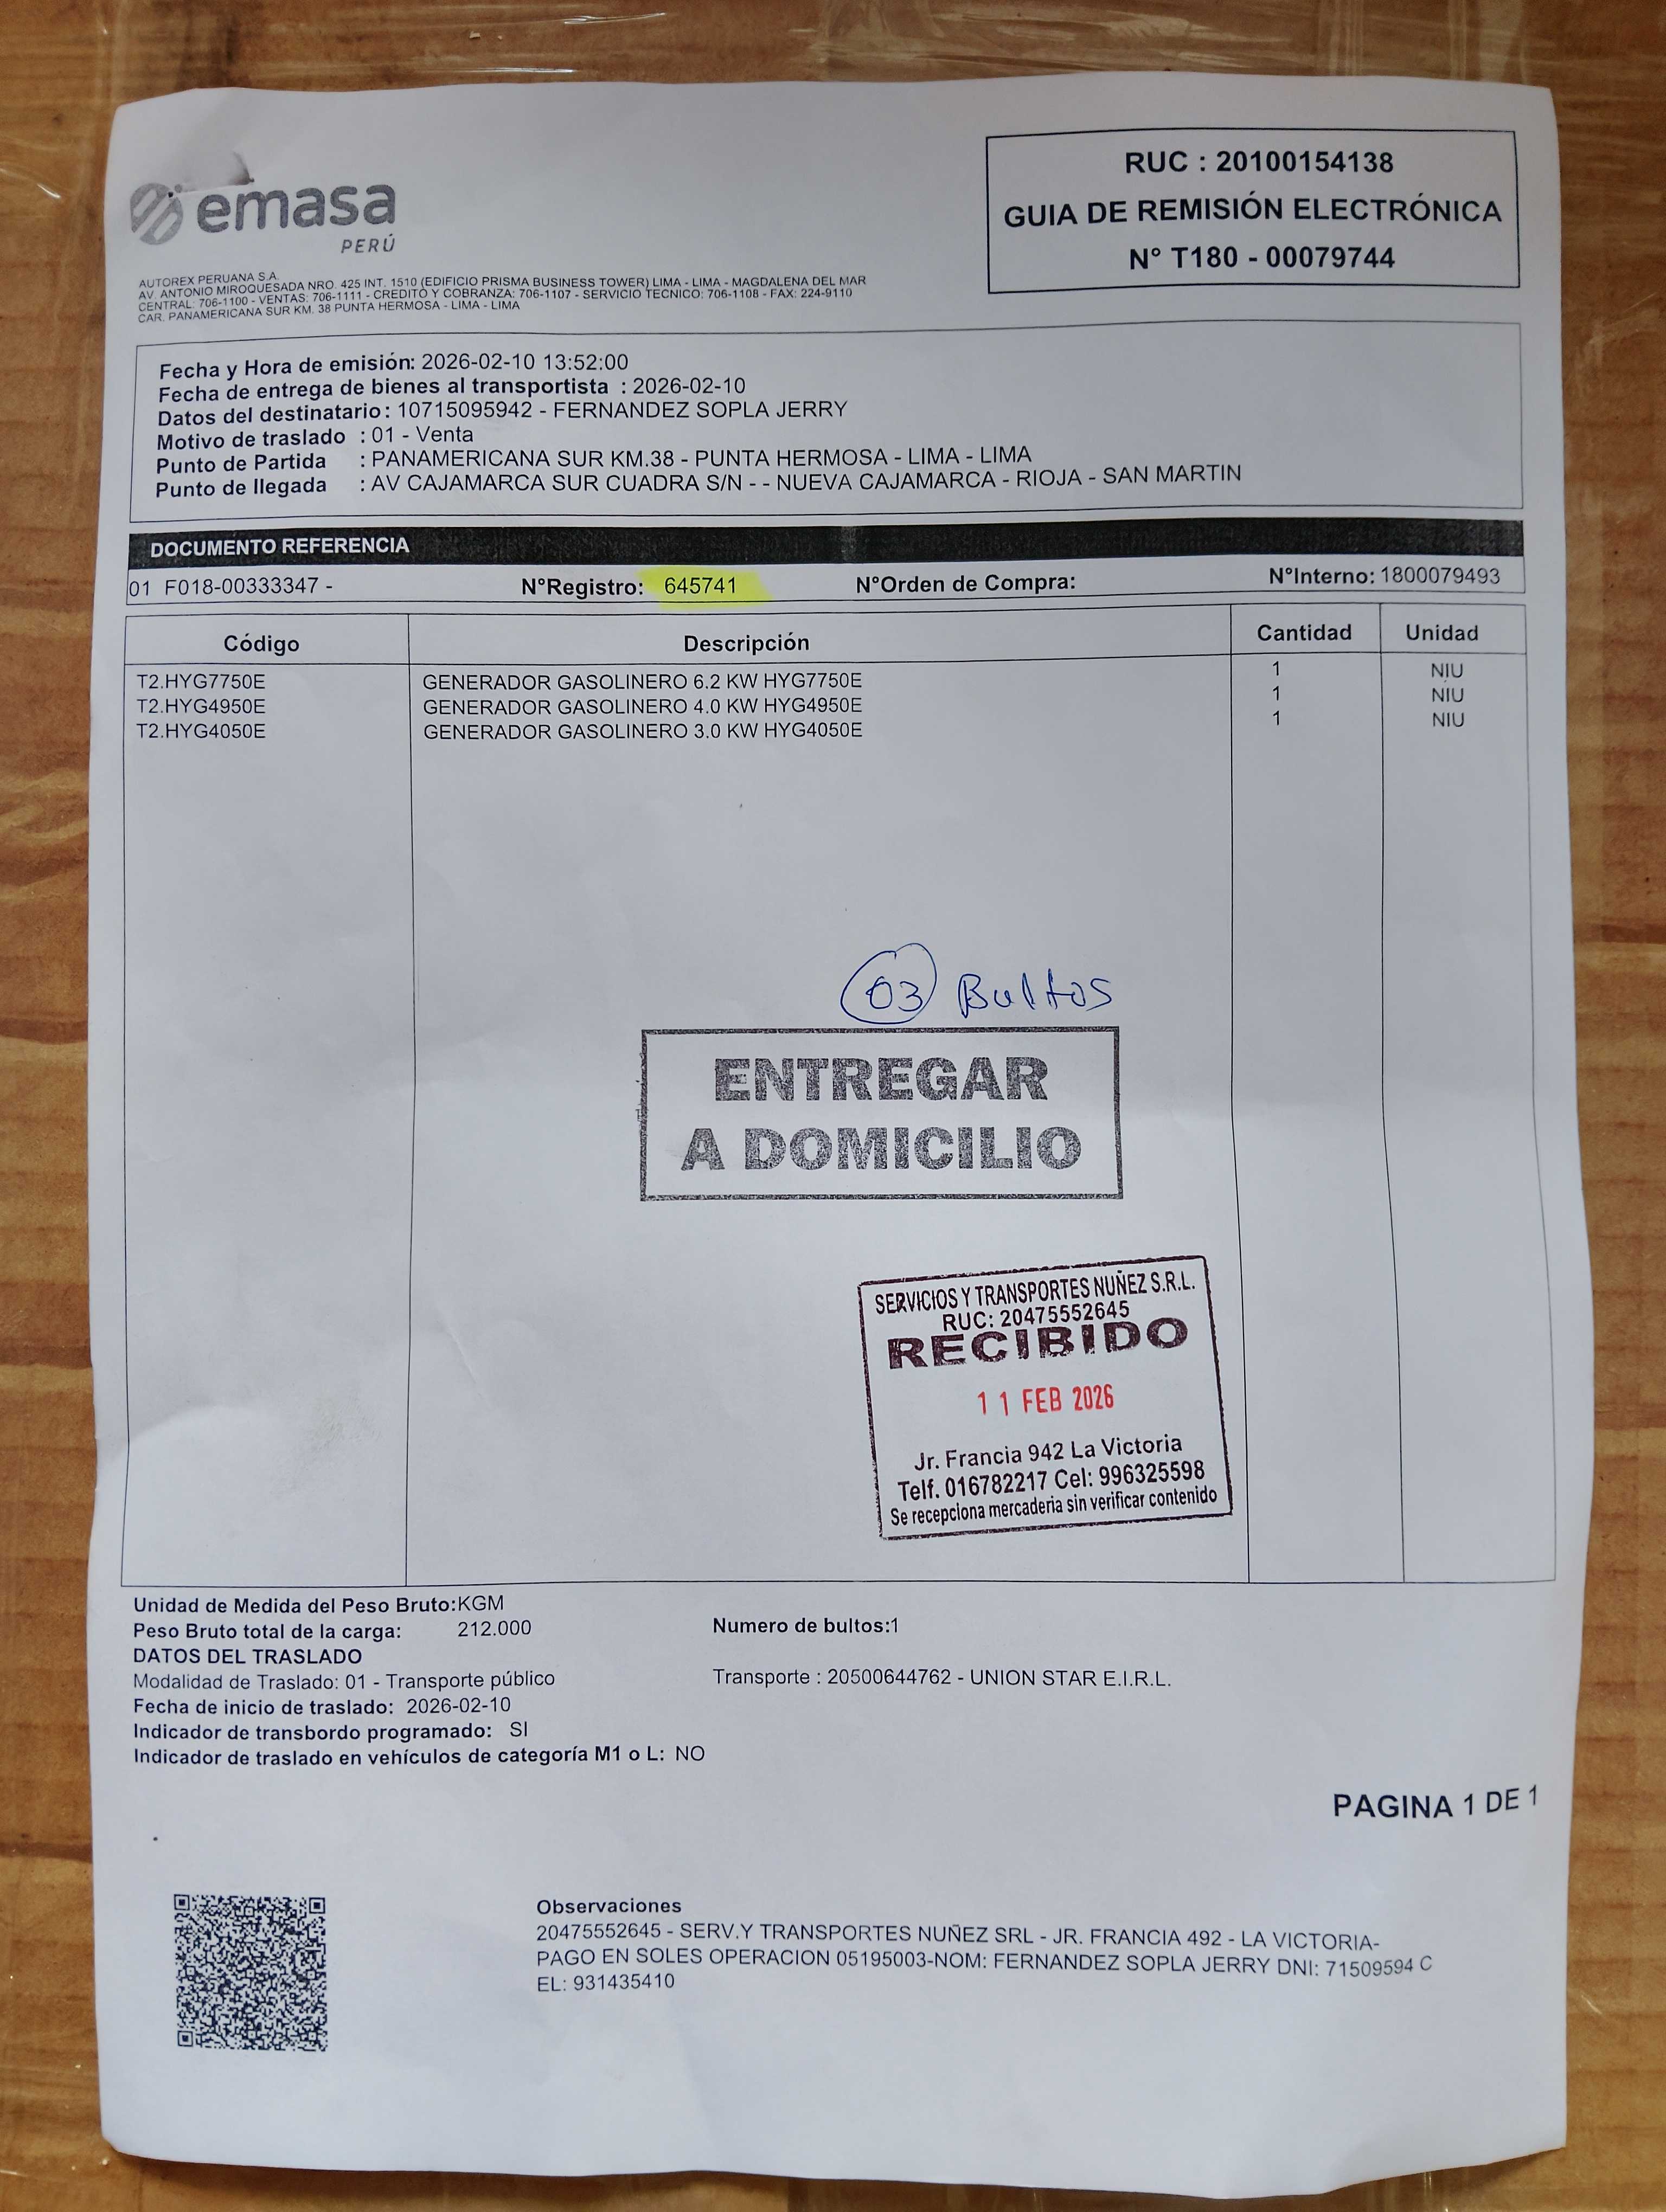 emasa
PERÚ
RUC : 20100154138
GUIA DE REMISIÓN ELECTRÓNICA
N° T180 - 00079744
AUTOREX PERUANA S.A.
AV. ANTONIO MIROQUESADA NRO. 425 INT. 1510 (EDIFICIO PRISMA BUSINESS TOWER) LIMA - LIMA - MAGDALENA DEL MAR
CENTRAL: 706-1100 - VENTAS: 706-1111 - CREDITO Y COBRANZA: 706-1107 - SERVICIO TECNICO: 706-1108 - FAX: 224-9110
CAR. PANAMERICANA SUR KM. 38 PUNTA HERMOSA - LIMA - LIMA
Fecha y Hora de emisión: 2026-02-10 13:52:00
Fecha de entrega de bienes al transportista : 2026-02-10
Datos del destinatario : 10715095942 - FERNANDEZ SOPLA JERRY
Motivo de traslado : 01 - Venta
Punto de Partida : PANAMERICANA SUR KM.38 - PUNTA HERMOSA - LIMA - LIMA
Punto de llegada : AV CAJAMARCA SUR CUADRA S/N - - NUEVA CAJAMARCA - RIOJA - SAN MARTIN
DOCUMENTO REFERENCIA
01 F018-00333347 - N°Registro: 645741 N°Orden de Compra: N°Interno: 1800079493
Código Descripción Cantidad Unidad
T2.HYG7750E GENERADOR GASOLINERO 6.2 KW HYG7750E 1 NIU
T2.HYG4950E GENERADOR GASOLINERO 4.0 KW HYG4950E 1 NIU
T2.HYG4050E GENERADOR GASOLINERO 3.0 KW HYG4050E 1 NIU
03 Bultos
ENTREGAR
A DOMICILIO
SERVICIOS Y TRANSPORTES NUÑEZ S.R.L.
RUC: 20475552645
RECIBIDO
11 FEB 2026
Jr. Francia 942 La Victoria
Telf. 016782217 Cel: 996325598
Se recepciona mercaderia sin verificar contenido
Unidad de Medida del Peso Bruto:KGM
Peso Bruto total de la carga: 212.000 Numero de bultos:1
DATOS DEL TRASLADO
Modalidad de Traslado: 01 - Transporte público Transporte : 20500644762 - UNION STAR E.I.R.L.
Fecha de inicio de traslado: 2026-02-10
Indicador de transbordo programado: SI
Indicador de traslado en vehículos de categoría M1 o L: NO
PAGINA 1 DE 1
Observaciones
20475552645 - SERV.Y TRANSPORTES NUÑEZ SRL - JR. FRANCIA 492 - LA VICTORIA-
PAGO EN SOLES OPERACION 05195003-NOM: FERNANDEZ SOPLA JERRY DNI: 71509594 C
EL: 931435410